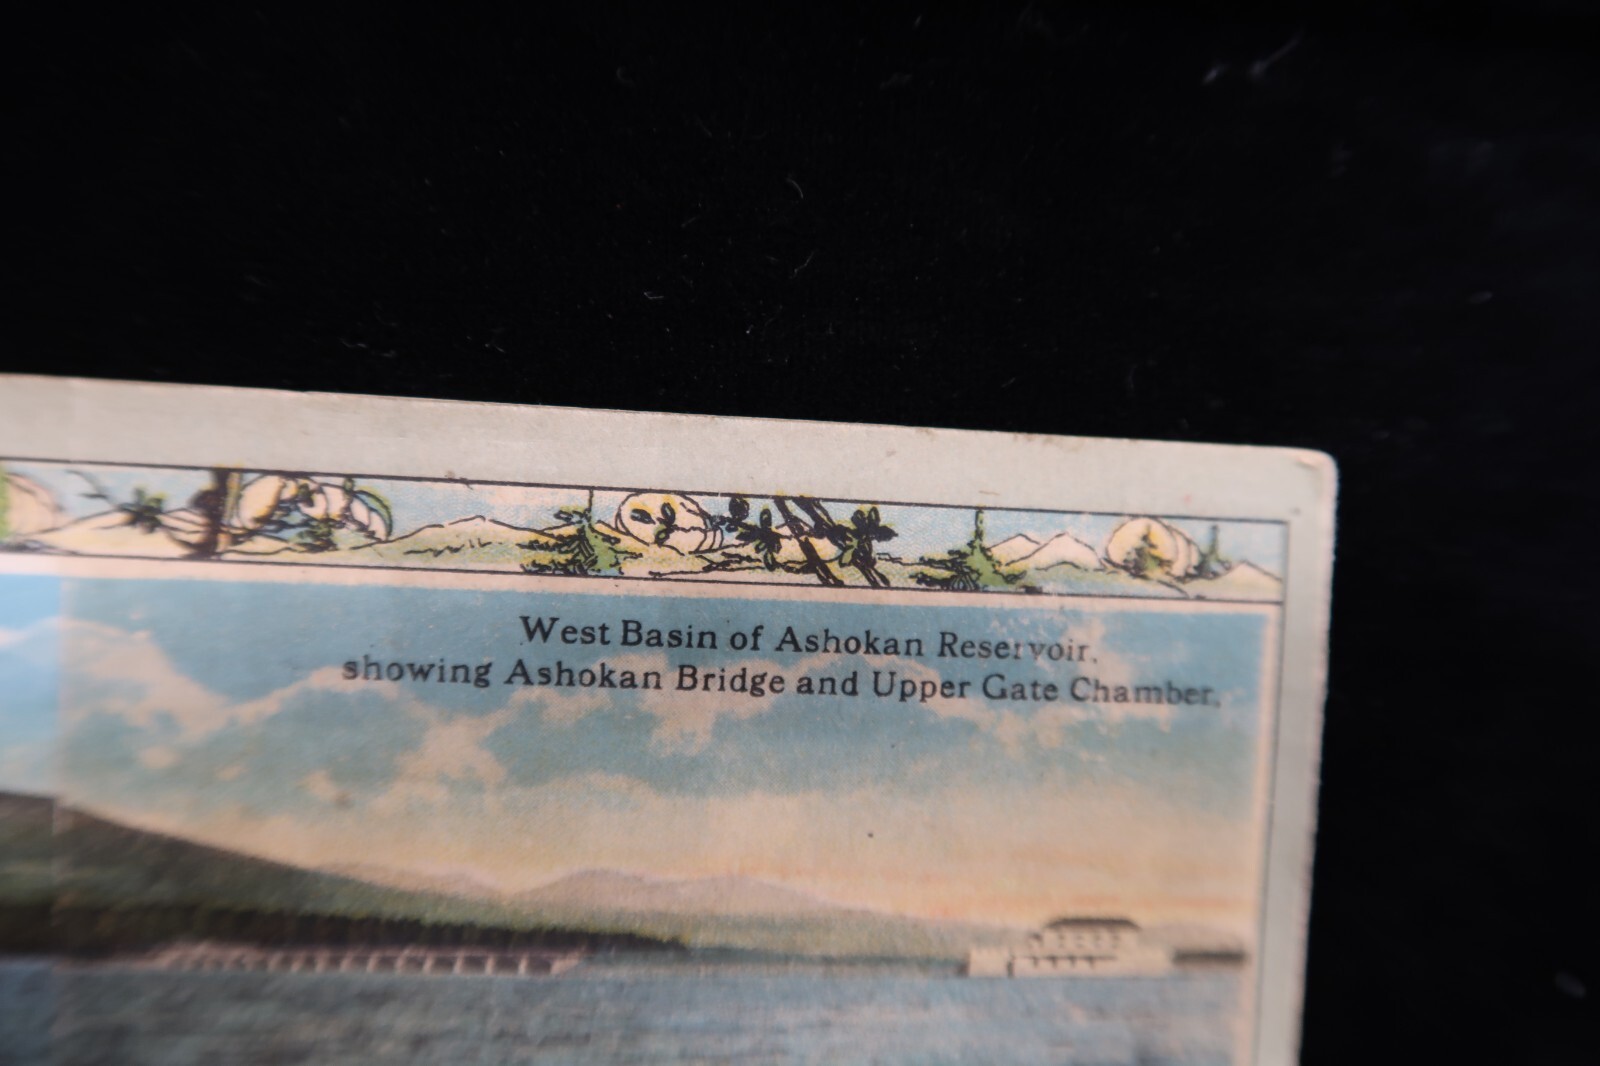 West Basin of Ashokan Reservoir,
showing Ashokan Bridge and Upper Gate Chamber.